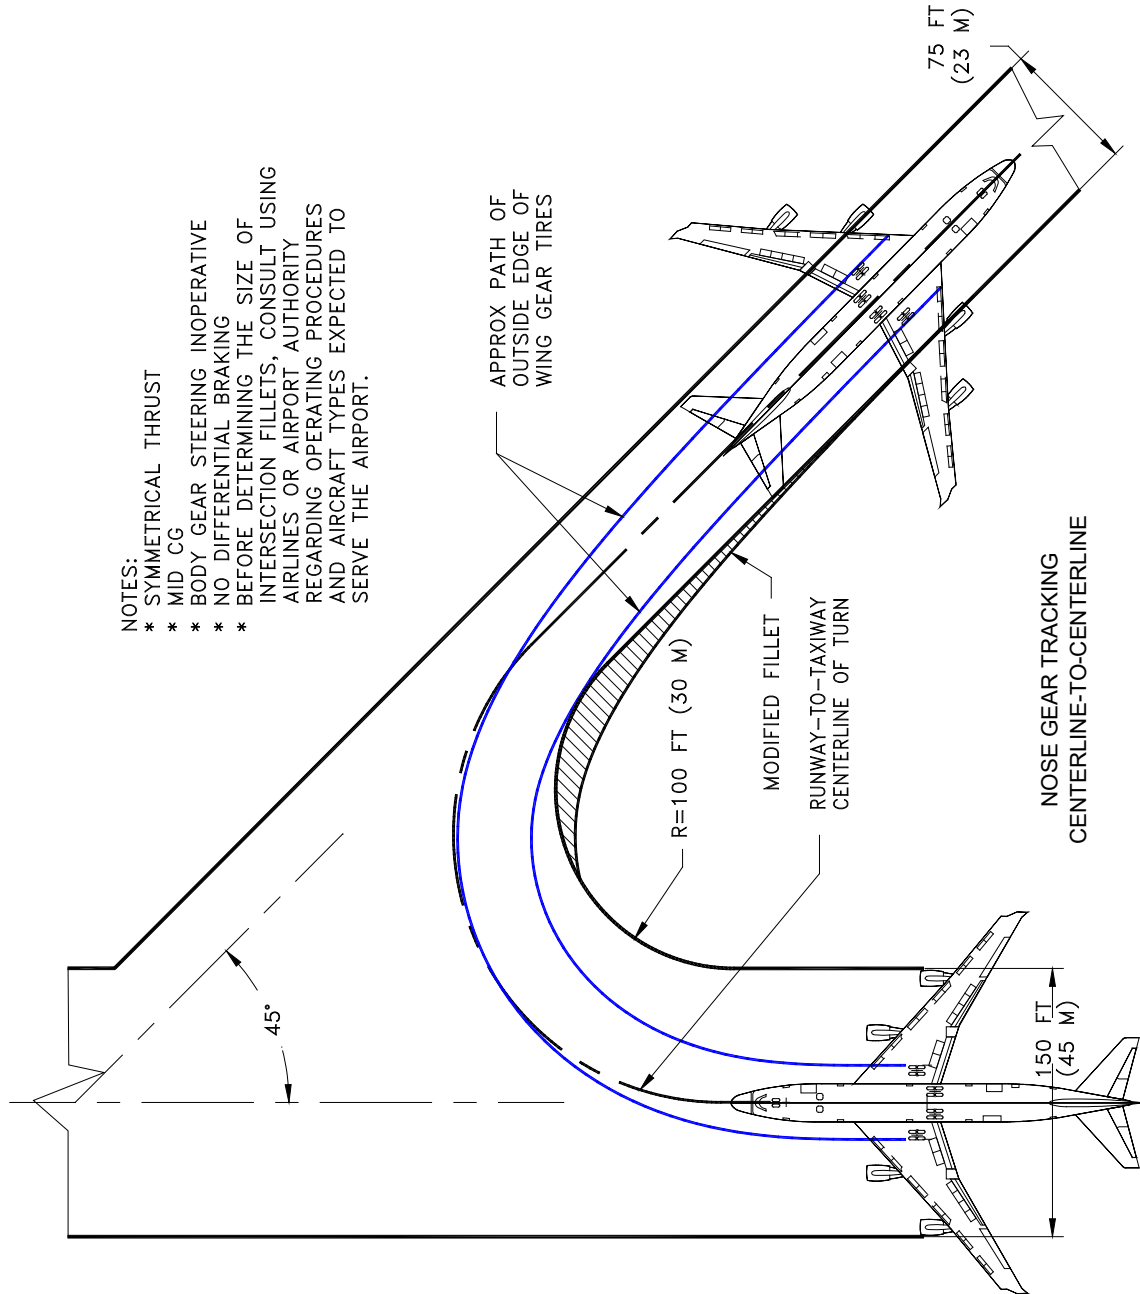 NOTES:
* SYMMETRICAL THRUST
* MID CG
* BODY GEAR STEERING INOPERATIVE
* NO DIFFERENTIAL BRAKING
* BEFORE DETERMINING THE SIZE OF
INTERSECTION FILLETS, CONSULT USING
AIRLINES OR AIRPORT AUTHORITY
REGARDING OPERATING PROCEDURES
AND AIRCRAFT TYPES EXPECTED TO
SERVE THE AIRPORT.
75 FT
(23 M)
APPROX PATH OF
OUTSIDE EDGE OF
WING GEAR TIRES
R=100 FT (30 M)
MODIFIED FILLET
RUNWAY-TO-TAXIWAY
CENTERLINE OF TURN
45°
150 FT
(45 M)
NOSE GEAR TRACKING
CENTERLINE-TO-CENTERLINE